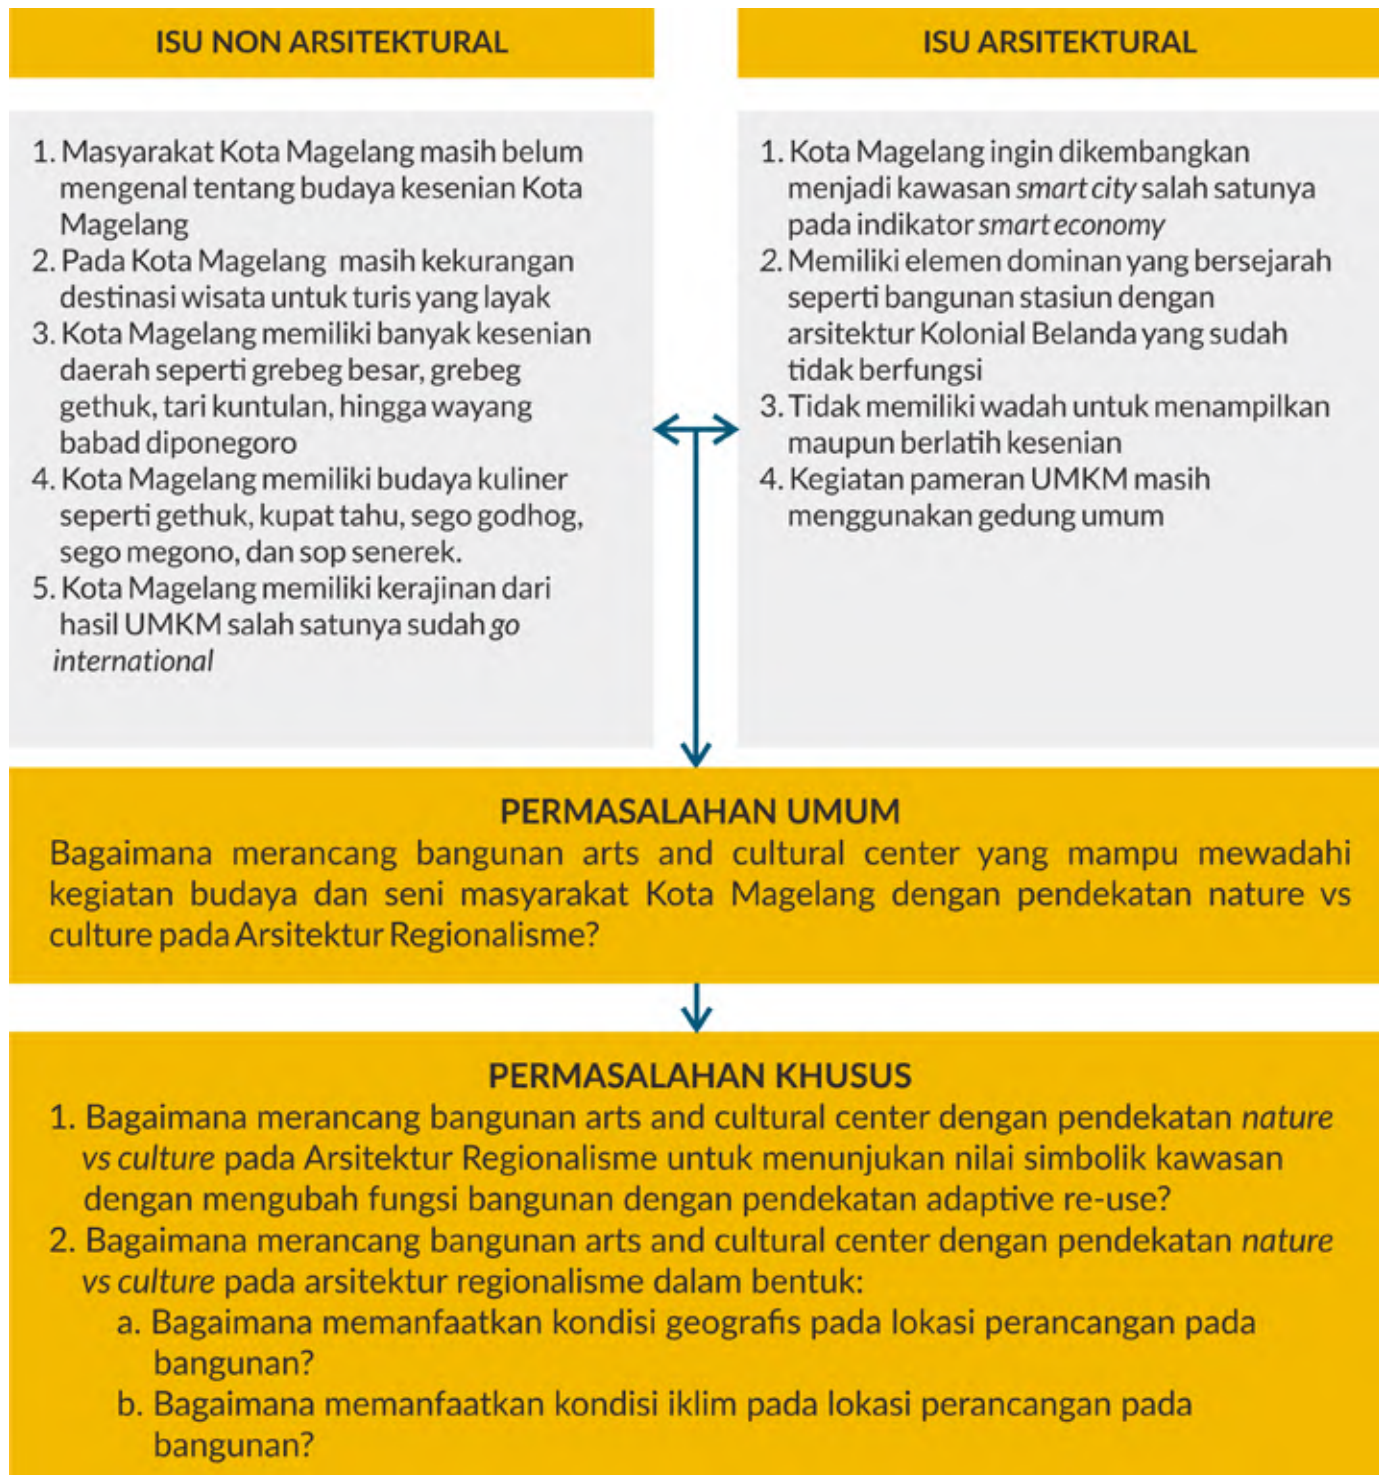 ISU NON ARSITEKTURAL
1. Masyarakat Kota Magelang masih belum
mengenal tentang budaya kesenian Kota
Magelang
2. Pada Kota Magelang masih kekurangan
destinasi wisata untuk turis yang layak
3. Kota Magelang memiliki banyak kesenian
daerah seperti grebeg besar, grebeg
gethuk, tari kuntulan, hingga wayang
babad diponegoro
4. Kota Magelang memiliki budaya kuliner
seperti gethuk, kupat tahu, sego godhog,
sego megono, dan sop senerek.
5. Kota Magelang memiliki kerajinan dari
hasil UMKM salah satunya sudah go
international
ISU ARSITEKTURAL
1. Kota Magelang ingin dikembangkan
menjadi kawasan smart city salah satunya
pada indikator smart economy
2. Memiliki elemen dominan yang bersejarah
seperti bangunan stasiun dengan
arsitektur Kolonial Belanda yang sudah
tidak berfungsi
3. Tidak memiliki wadah untuk menampilkan
maupun berlatih kesenian
4. Kegiatan pameran UMKM masih
menggunakan gedung umum
PERMASALAHAN UMUM
Bagaimana merancang bangunan arts and cultural center yang mampu mewadahi
kegiatan budaya dan seni masyarakat Kota Magelang dengan pendekatan nature vs
culture pada Arsitektur Regionalisme?
PERMASALAHAN KHUSUS
1. Bagaimana merancang bangunan arts and cultural center dengan pendekatan nature
vs culture pada Arsitektur Regionalisme untuk menunjukan nilai simbolik kawasan
dengan mengubah fungsi bangunan dengan pendekatan adaptive re-use?
2. Bagaimana merancang bangunan arts and cultural center dengan pendekatan nature
vs culture pada arsitektur regionalisme dalam bentuk:
a. Bagaimana memanfaatkan kondisi geografis pada lokasi perancangan pada
bangunan?
b. Bagaimana memanfaatkan kondisi iklim pada lokasi perancangan pada
bangunan?